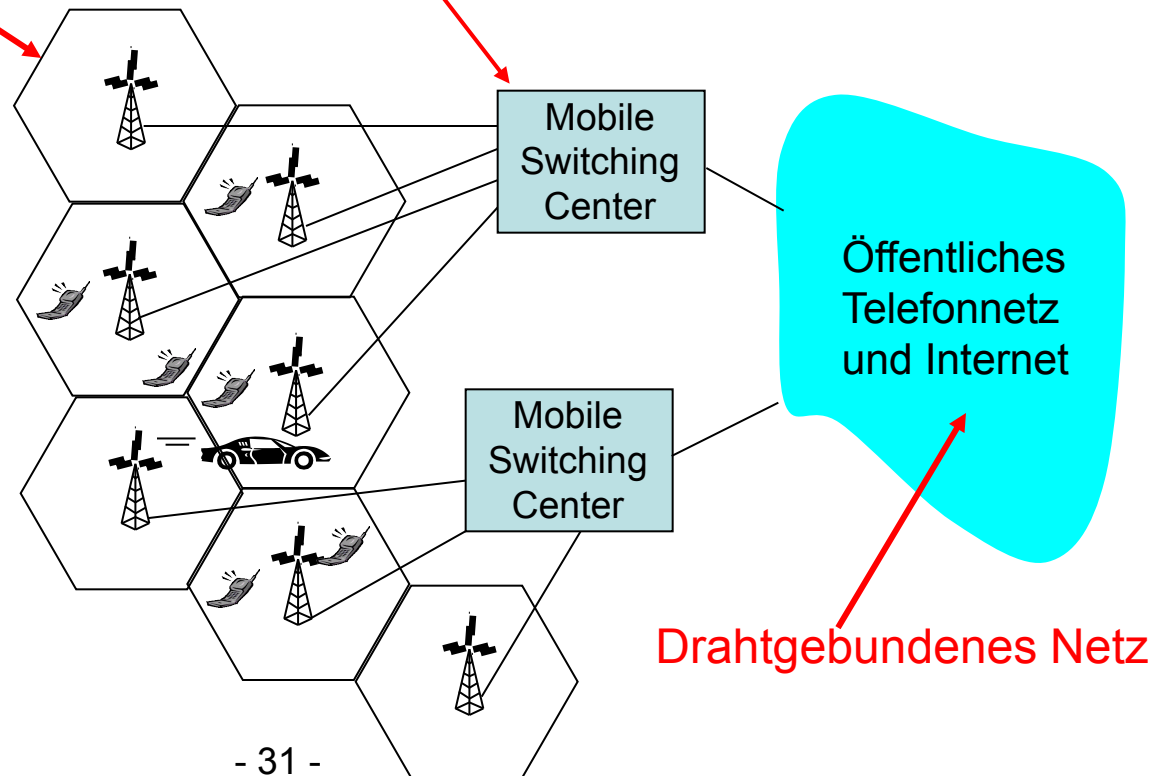 Mobile
Switching
Center
Öffentliches
Telefonnetz
und Internet
Mobile
Switching
Center
Drahtgebundenes Netz
- 31 -